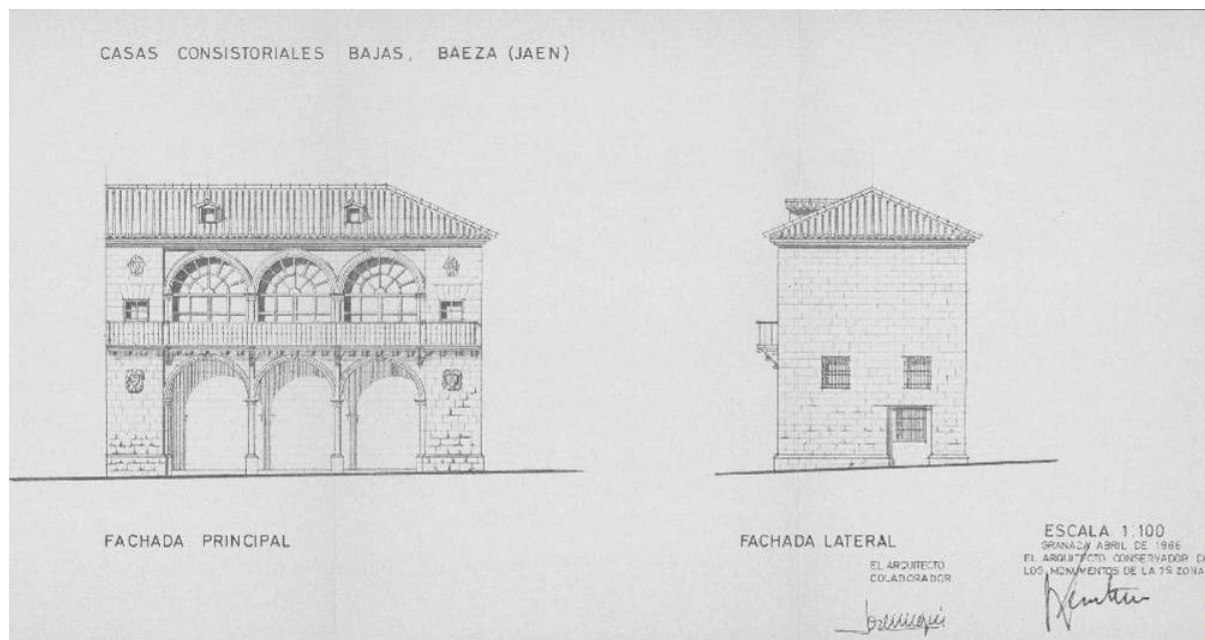 CASAS CONSISTORIALES BAJAS, BAEZA (JAEN)
FACHADA PRINCIPAL
FACHADA LATERAL
EL ARQUITECTO
COLABORADOR
ESCALA 1:100
GRANADA ABRIL DE 1966
EL ARQUITECTO CONSERVADOR DE
LOS MONUMENTOS DE LA 7ª ZONA